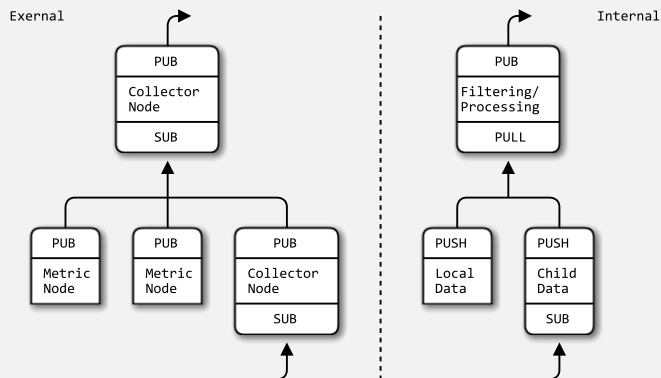 Exernal
Internal
PUB
Collector
Node
SUB
PUB
Filtering/
Processing
PULL
PUB
Metric
Node
PUB
Metric
Node
PUB
Collector
Node
SUB
PUSH
Local
Data
PUSH
Child
Data
SUB